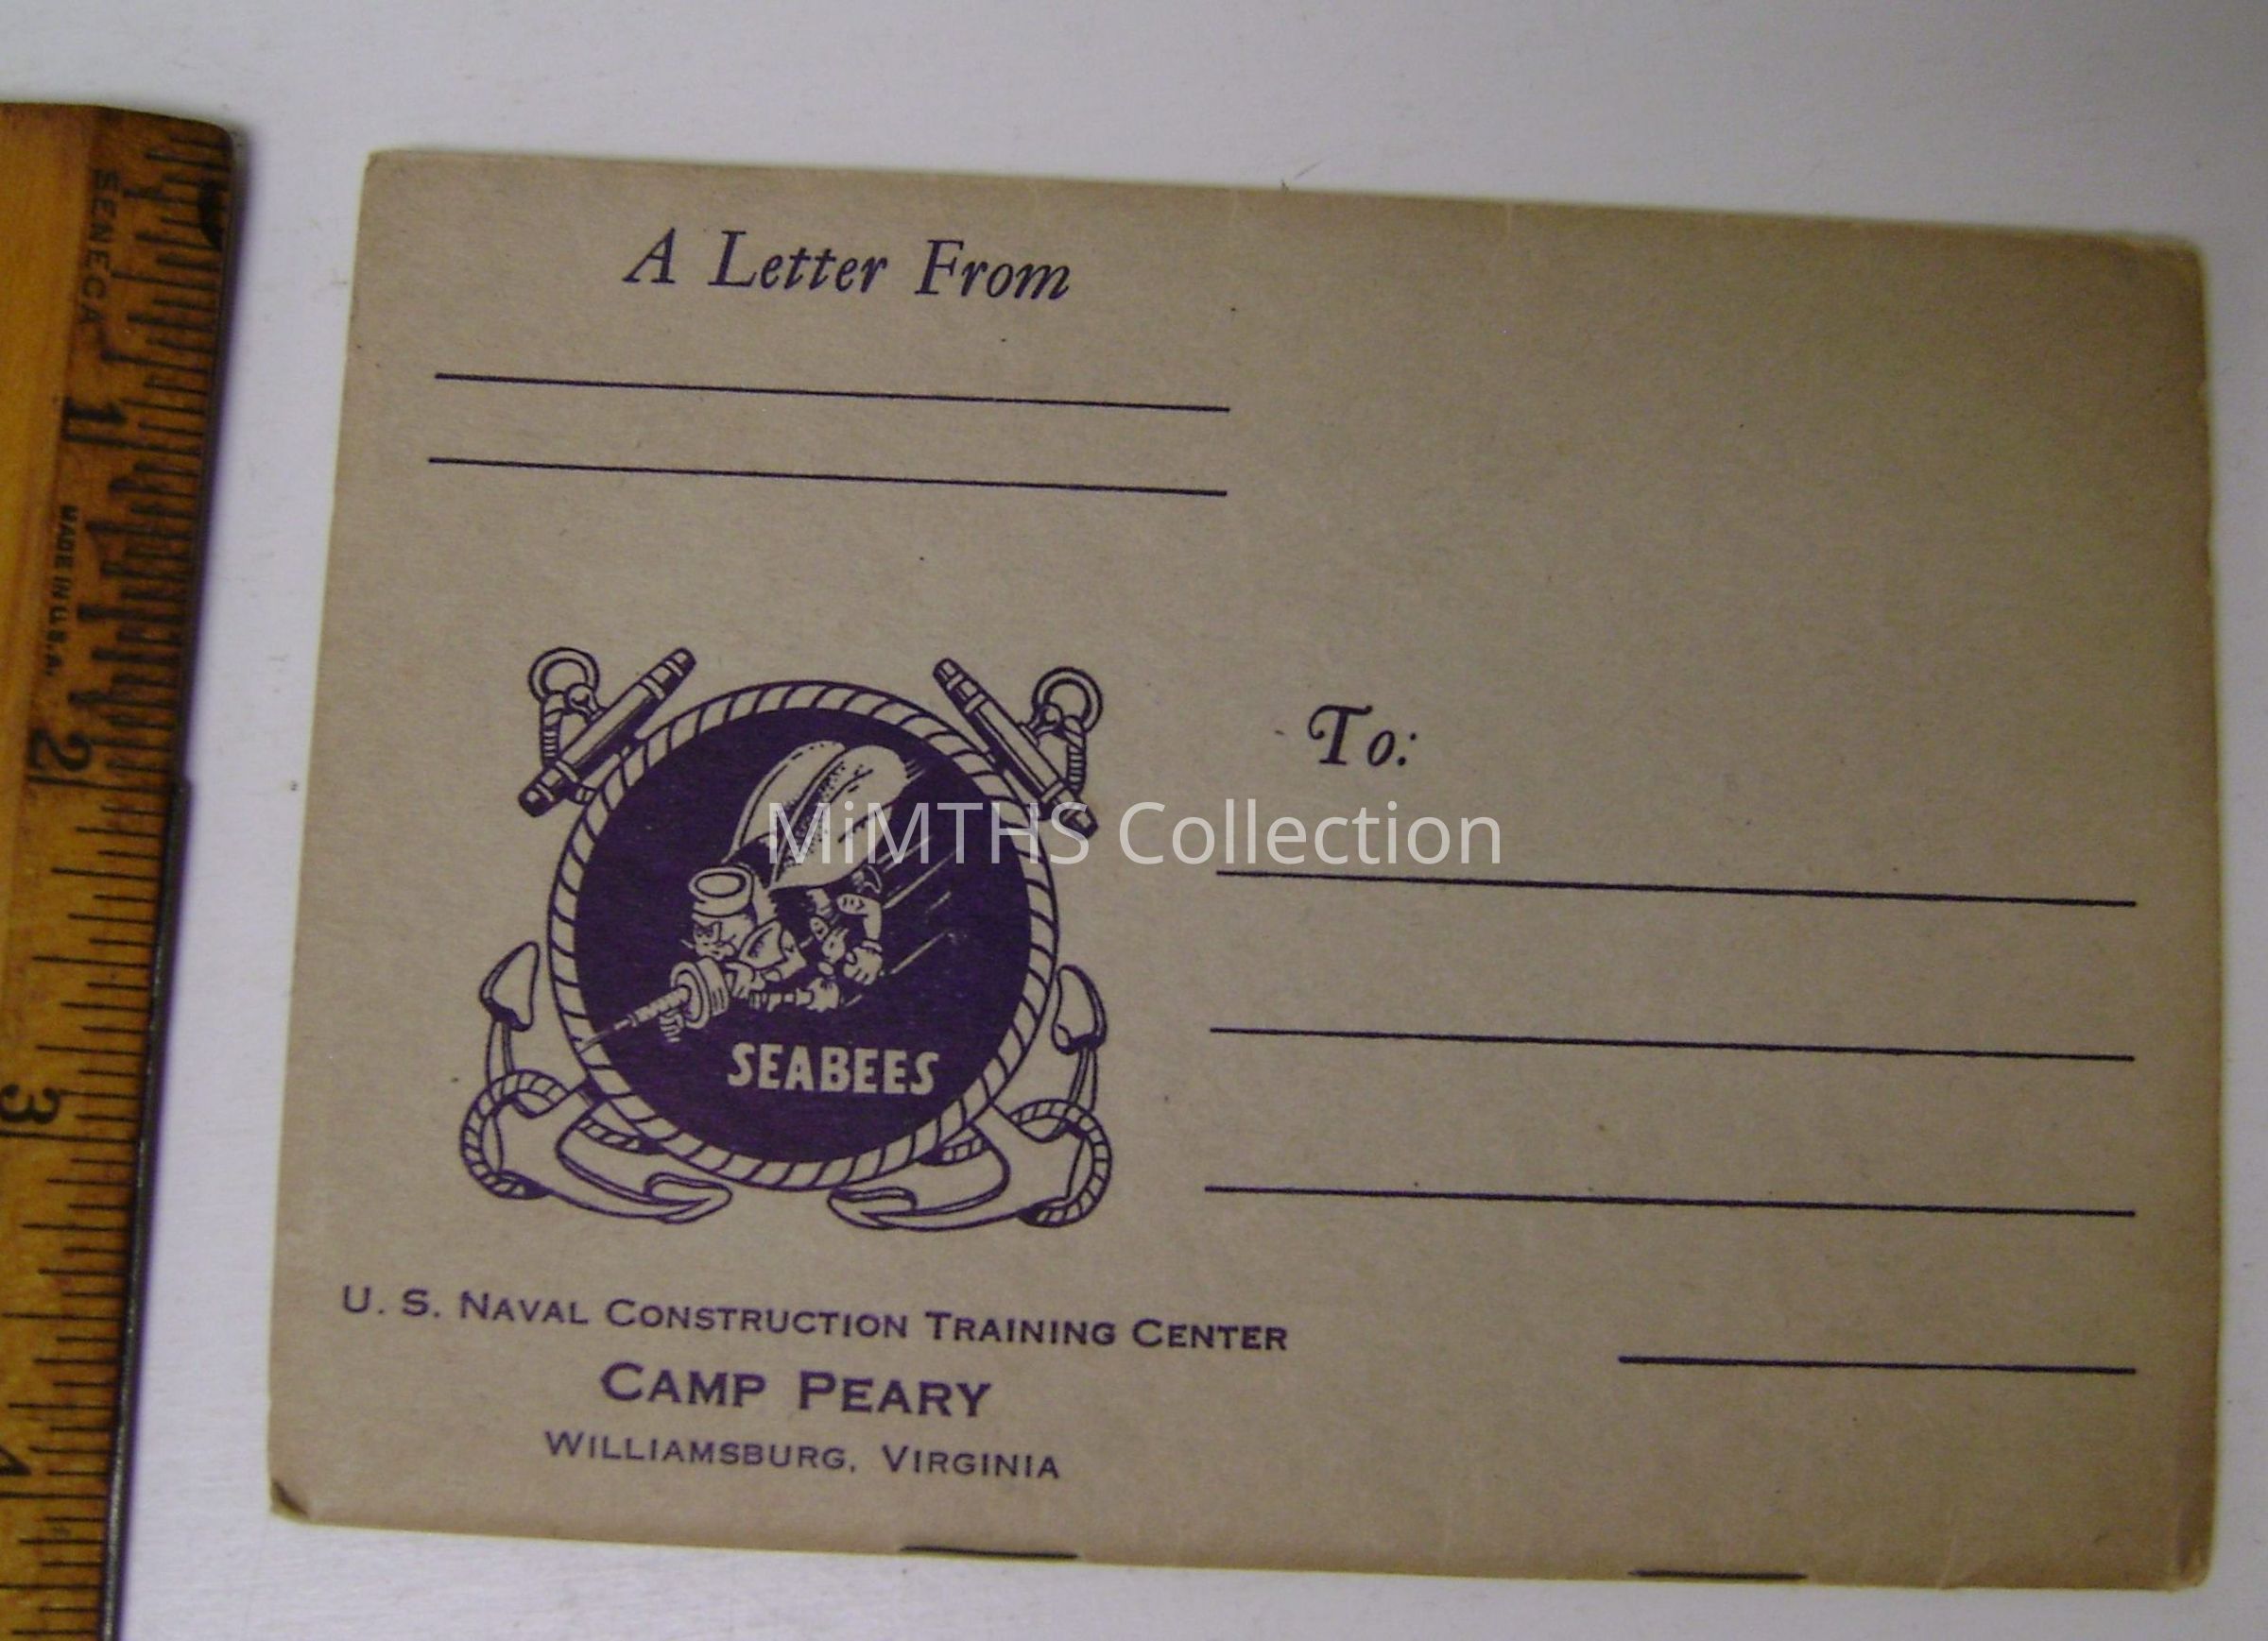 A Letter From
To:
MiMTHS Collection
SEABEES
U. S. NAVAL CONSTRUCTION TRAINING CENTER
CAMP PEARY
WILLIAMSBURG, VIRGINIA
SENECA
MADE IN U.S.A.
1
2
3
4